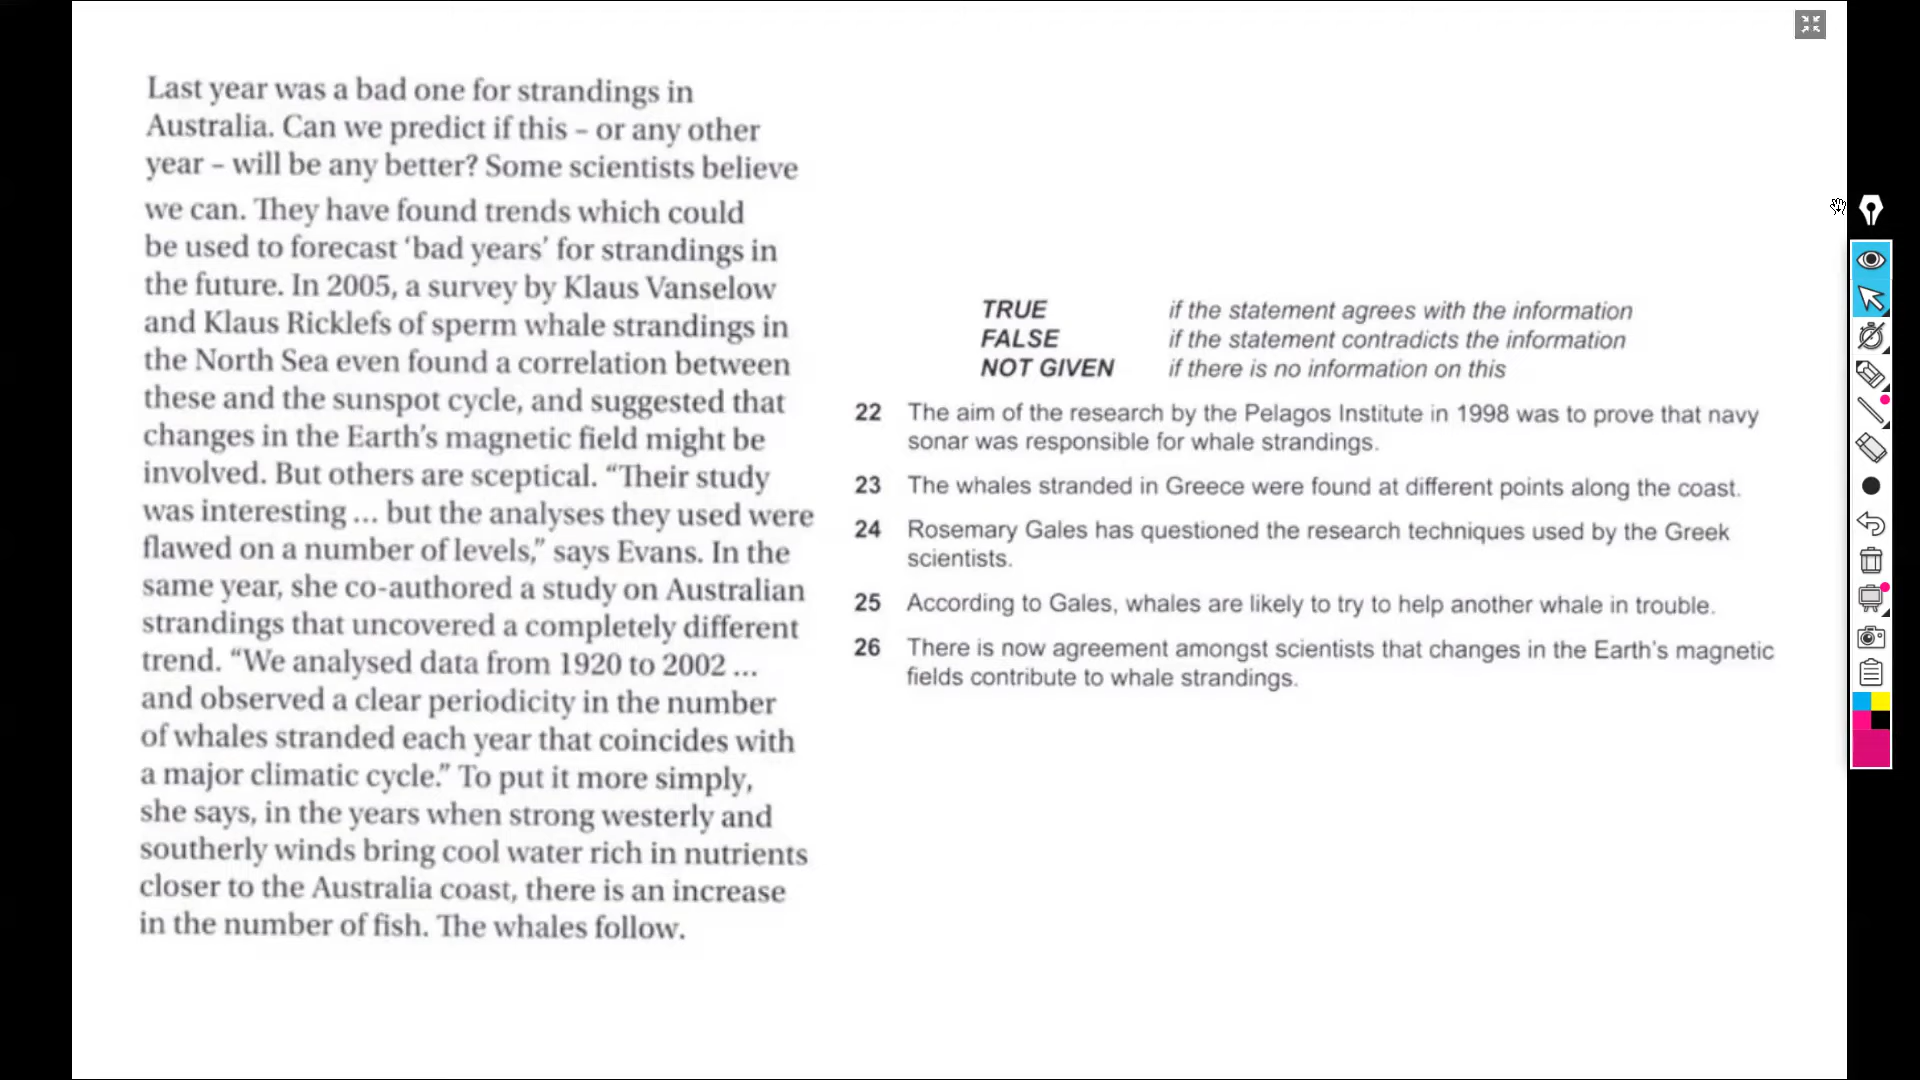 Last year was a bad one for strandings in
Australia. Can we predict if this – or any other
year – will be any better? Some scientists believe
we can. They have found trends which could
be used to forecast ‘bad years’ for strandings in
the future. In 2005, a survey by Klaus Vanselow
and Klaus Ricklefs of sperm whale strandings in
the North Sea even found a correlation between
these and the sunspot cycle, and suggested that
changes in the Earth’s magnetic field might be
involved. But others are sceptical. “Their study
was interesting ... but the analyses they used were
flawed on a number of levels,” says Evans. In the
same year, she co-authored a study on Australian
strandings that uncovered a completely different
trend. “We analysed data from 1920 to 2002 ...
and observed a clear periodicity in the number
of whales stranded each year that coincides with
a major climatic cycle.” To put it more simply,
she says, in the years when strong westerly and
southerly winds bring cool water rich in nutrients
closer to the Australia coast, there is an increase
in the number of fish. The whales follow.
TRUE if the statement agrees with the information
FALSE if the statement contradicts the information
NOT GIVEN if there is no information on this
22 The aim of the research by the Pelagos Institute in 1998 was to prove that navy
sonar was responsible for whale strandings.
23 The whales stranded in Greece were found at different points along the coast.
24 Rosemary Gales has questioned the research techniques used by the Greek
scientists.
25 According to Gales, whales are likely to try to help another whale in trouble.
26 There is now agreement amongst scientists that changes in the Earth’s magnetic
fields contribute to whale strandings.